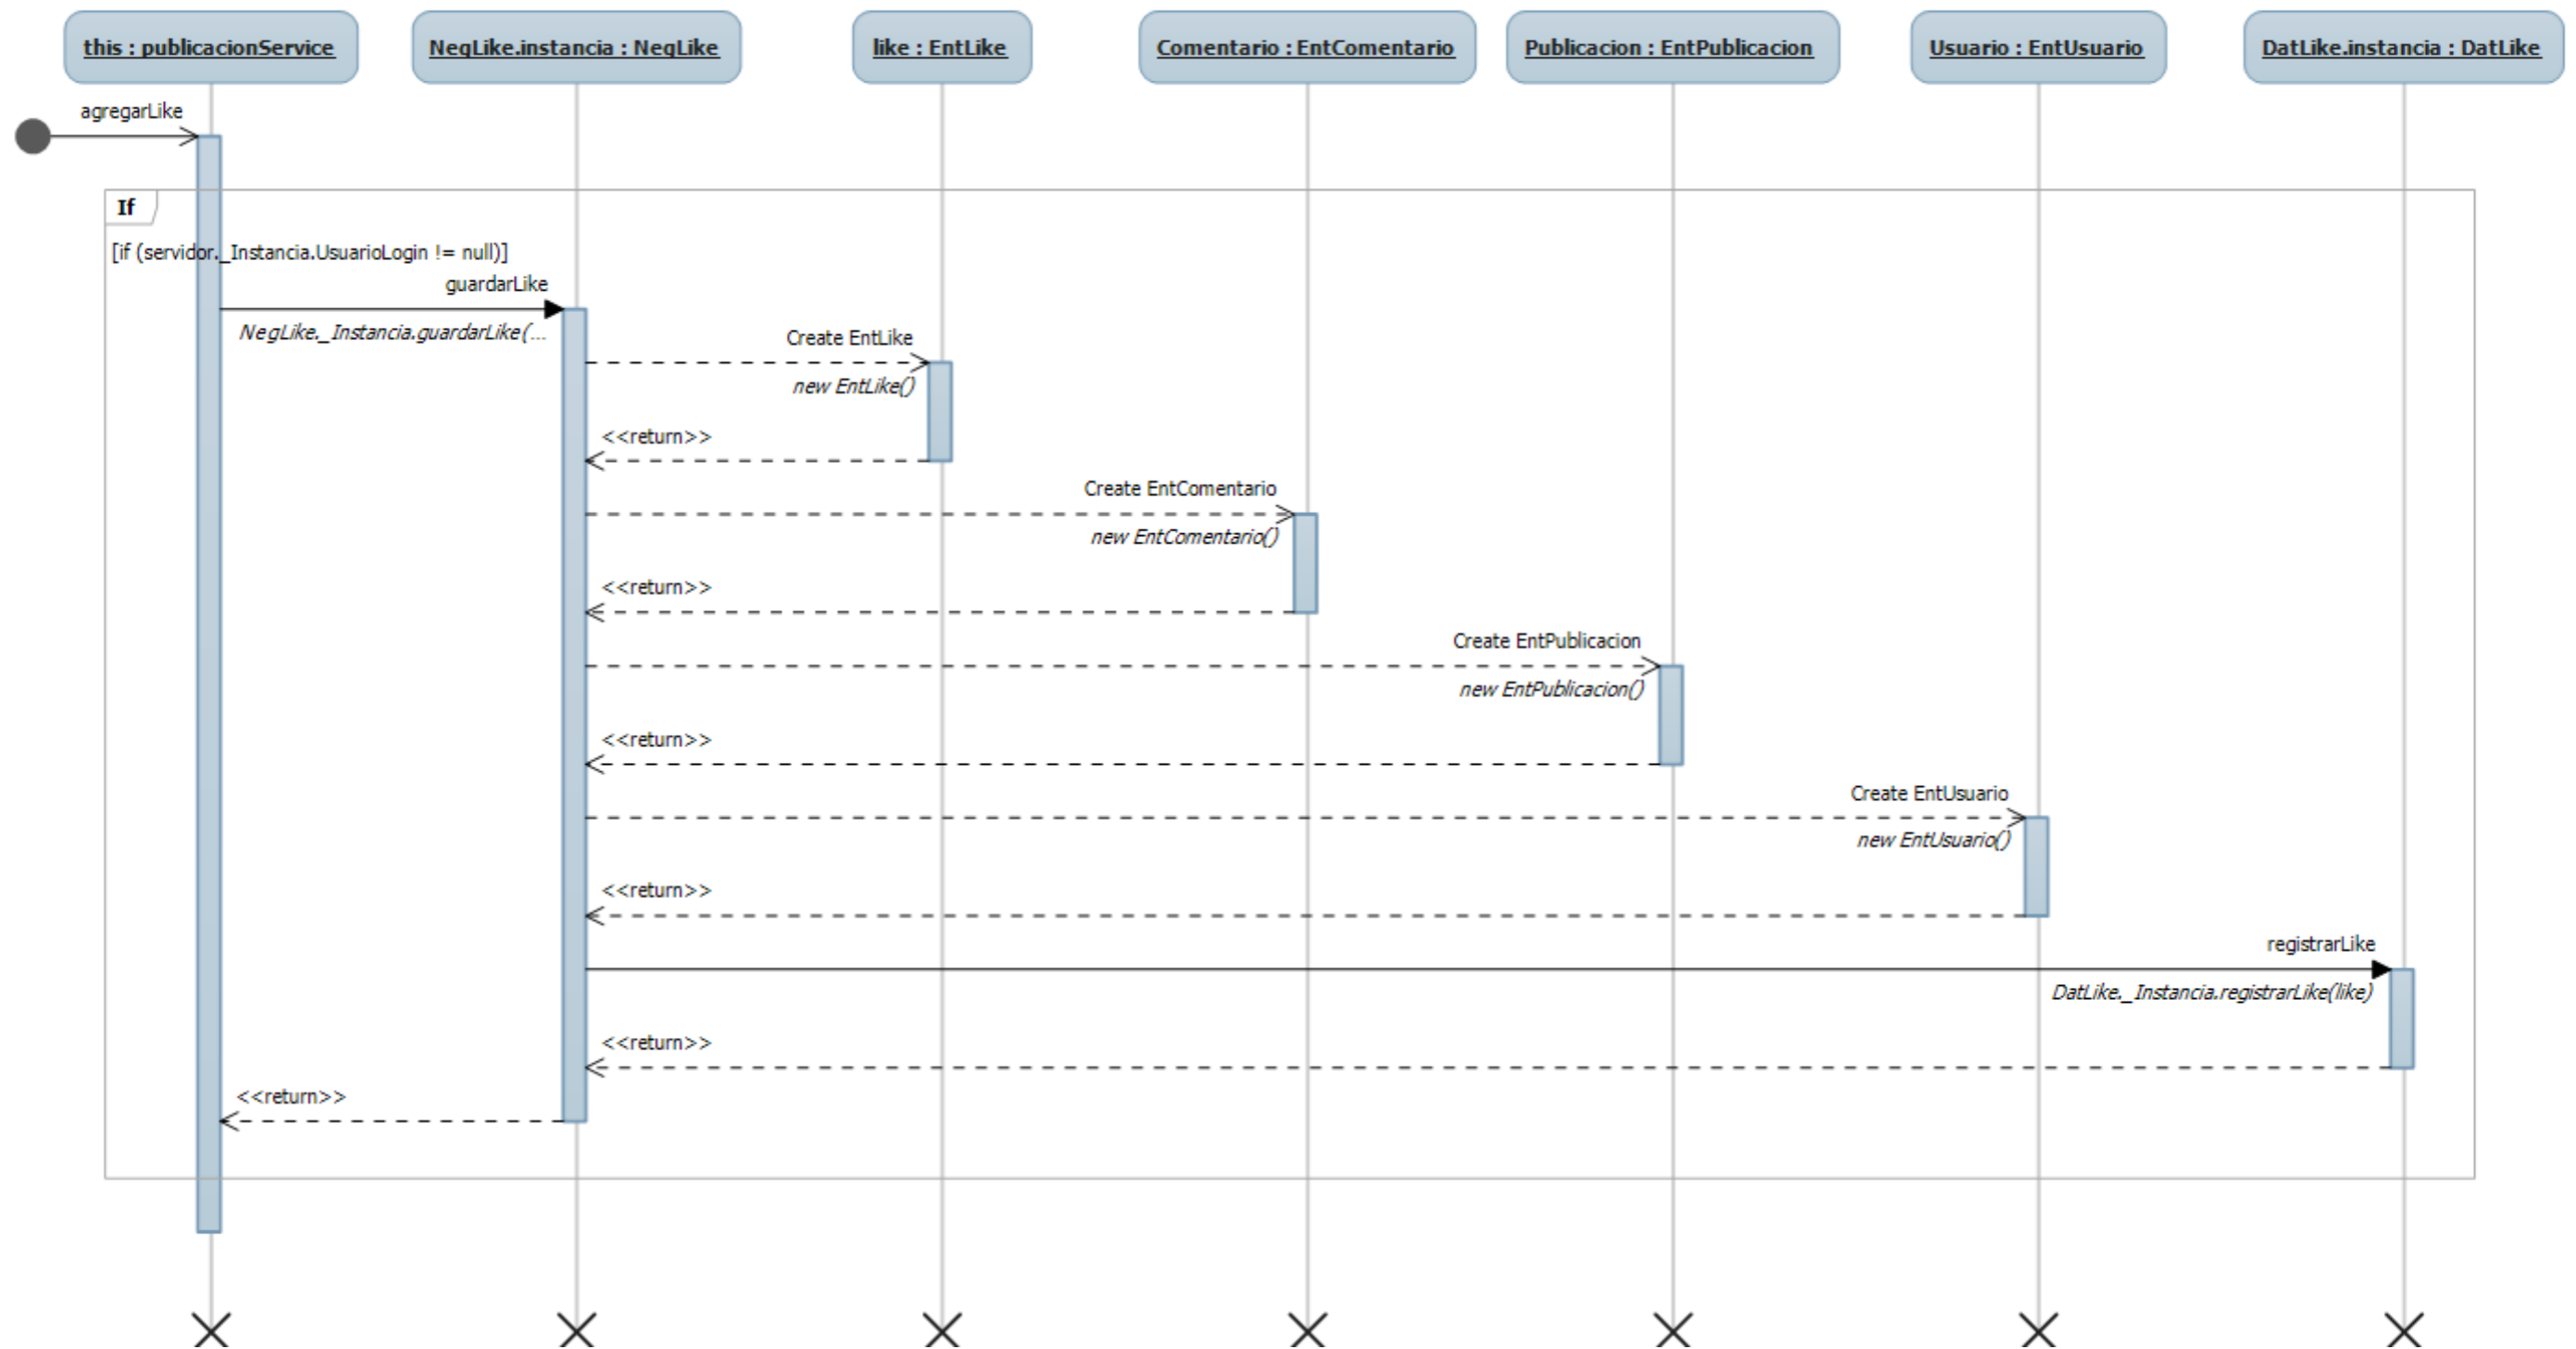 this : publicacionService
NegLike.instancia : NegLike
like : EntLike
Comentario : EntComentario
Publicacion : EntPublicacion
Usuario : EntUsuario
DatLike.instancia : DatLike
agregarLike
If
[if (servidor._Instancia.UsuarioLogin != null)]
guardarLike
NegLike._Instancia.guardarLike(...
Create EntLike
new EntLike()
<<return>>
Create EntComentario
new EntComentario()
<<return>>
Create EntPublicacion
new EntPublicacion()
<<return>>
Create EntUsuario
new EntUsuario()
<<return>>
registrarLike
DatLike._Instancia.registrarLike(like)
<<return>>
<<return>>